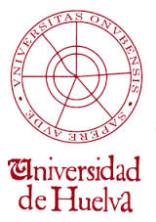 · VNIVERSITAS ONVBENSIS · SAPERE AVDE
Universidad
de Huelva